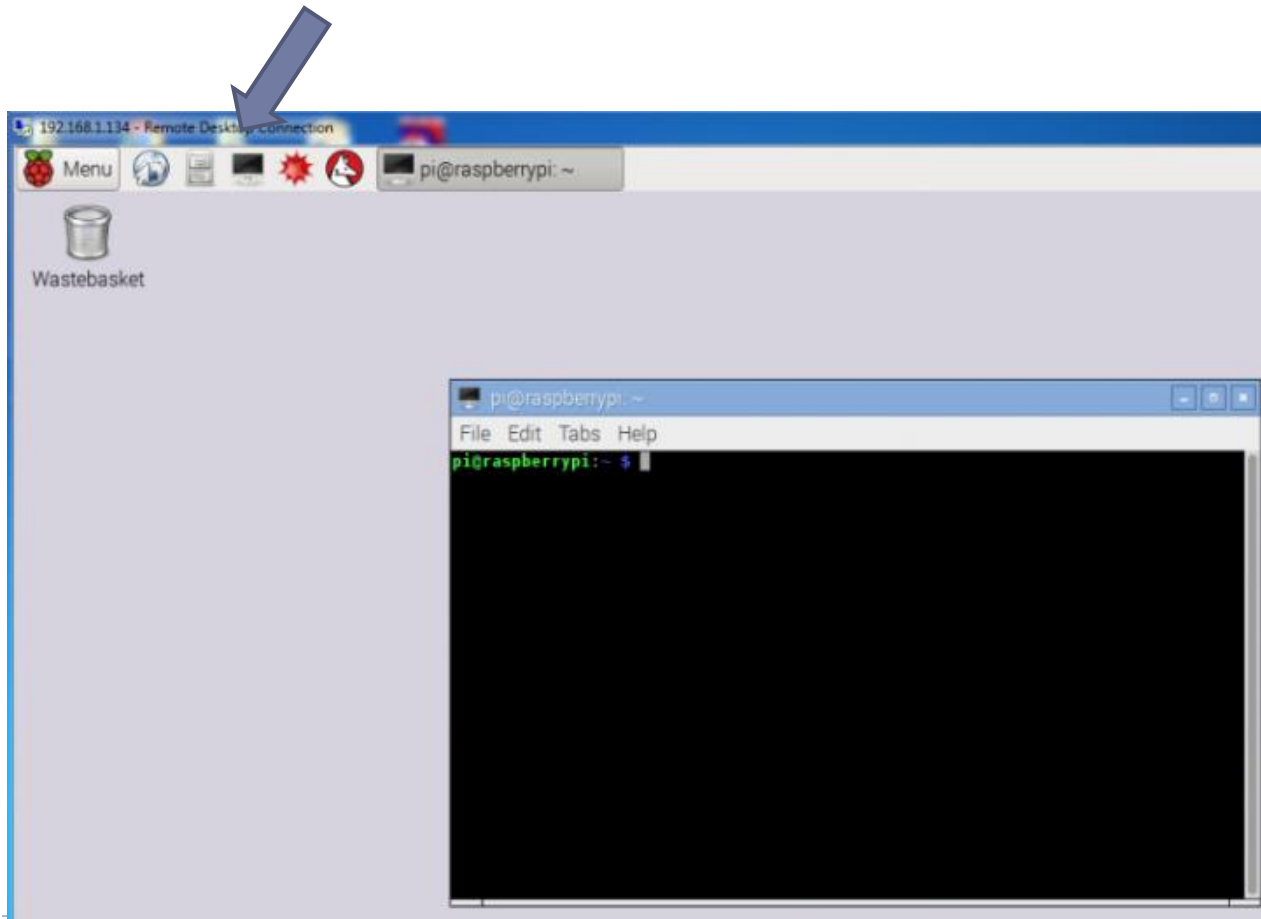 192.168.1.134 - Remote Desktop Connection
Menu
pi@raspberrypi: ~
Wastebasket
pi@raspberrypi: ~
File Edit Tabs Help
pi@raspberrypi:~ $